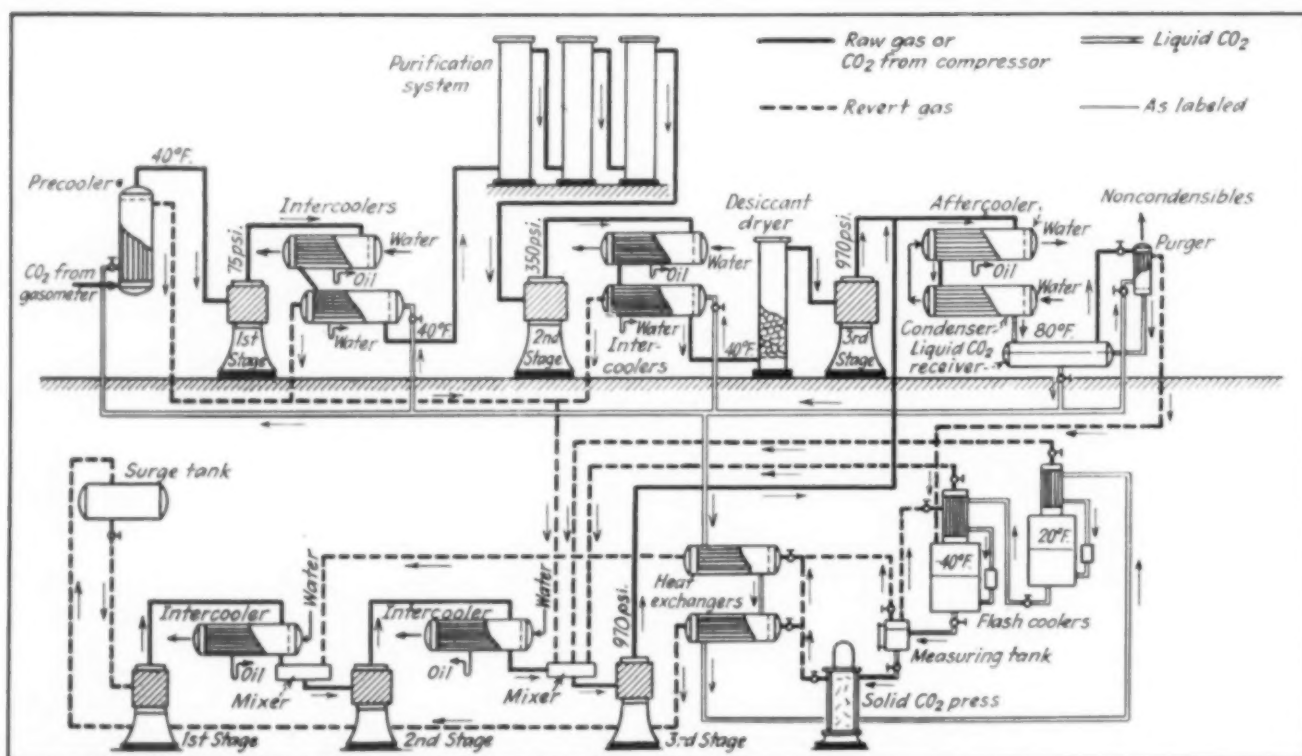 Purification
system
Raw gas or
CO₂ from compressor
Liquid CO₂
Revert gas
As labeled
40°F.
Precooler
CO₂ from
gasometer
75psi.
Intercoolers
Water
Oil
Water
40°F
1st
Stage
350psi.
Water
Oil
Water
Inter-
coolers
2nd
Stage
40°F
Desiccant
dryer
970psi.
3rd
Stage
Aftercooler
Water
Oil
Water
Condenser
80°F.
Liquid CO₂
receiver
Noncondensibles
Purger
Surge tank
Intercooler
Water
Oil
Mixer
1st Stage
Intercooler
Water
Oil
Mixer
2nd Stage
970psi.
3rd Stage
Heat
exchangers
Solid CO₂ press
Measuring tank
Flash coolers
-40°F.
20°F.